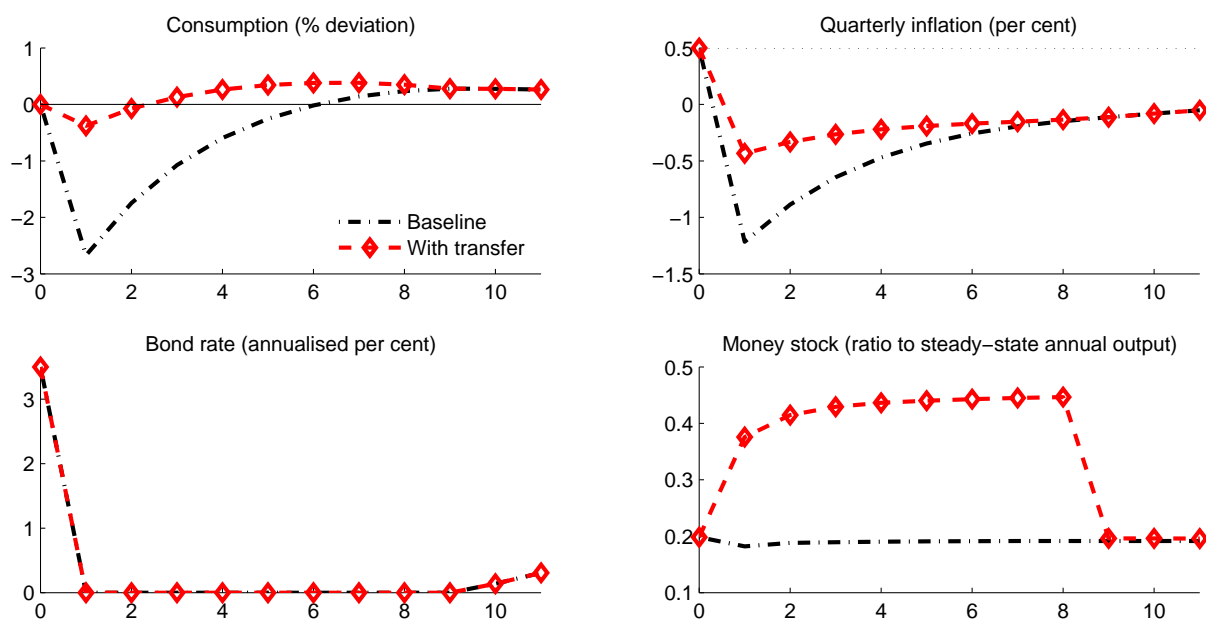 Consumption (% deviation)
1
0
−1
−2
−3
0 2 4 6 8 10
Baseline
With transfer
Quarterly inflation (per cent)
0.5
0
−0.5
−1
−1.5
0 2 4 6 8 10
Bond rate (annualised per cent)
3
2
1
0
0 2 4 6 8 10
Money stock (ratio to steady−state annual output)
0.5
0.4
0.3
0.2
0.1
0 2 4 6 8 10